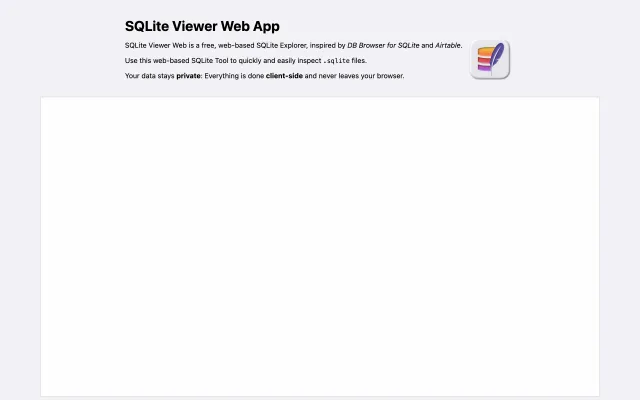 SQLite Viewer Web App
SQLite Viewer Web is a free, web-based SQLite Explorer, inspired by DB Browser for SQLite and Airtable.
Use this web-based SQLite Tool to quickly and easily inspect .sqlite files.
Your data stays private: Everything is done client-side and never leaves your browser.